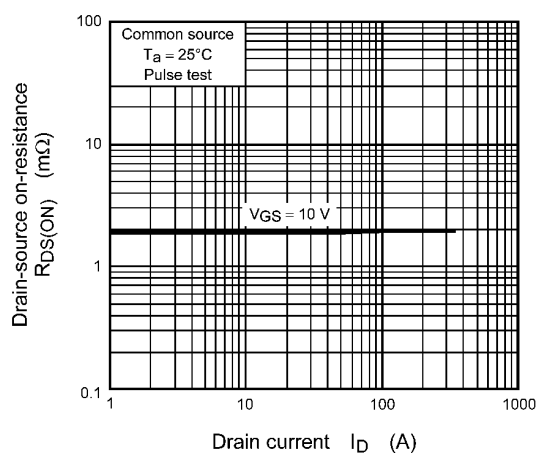 100
Common source
Ta = 25°C
Pulse test
10
VGS = 10 V
1
0.1
1
10
100
1000
Drain-source on-resistance
RDS(ON) (mΩ)
Drain current ID (A)